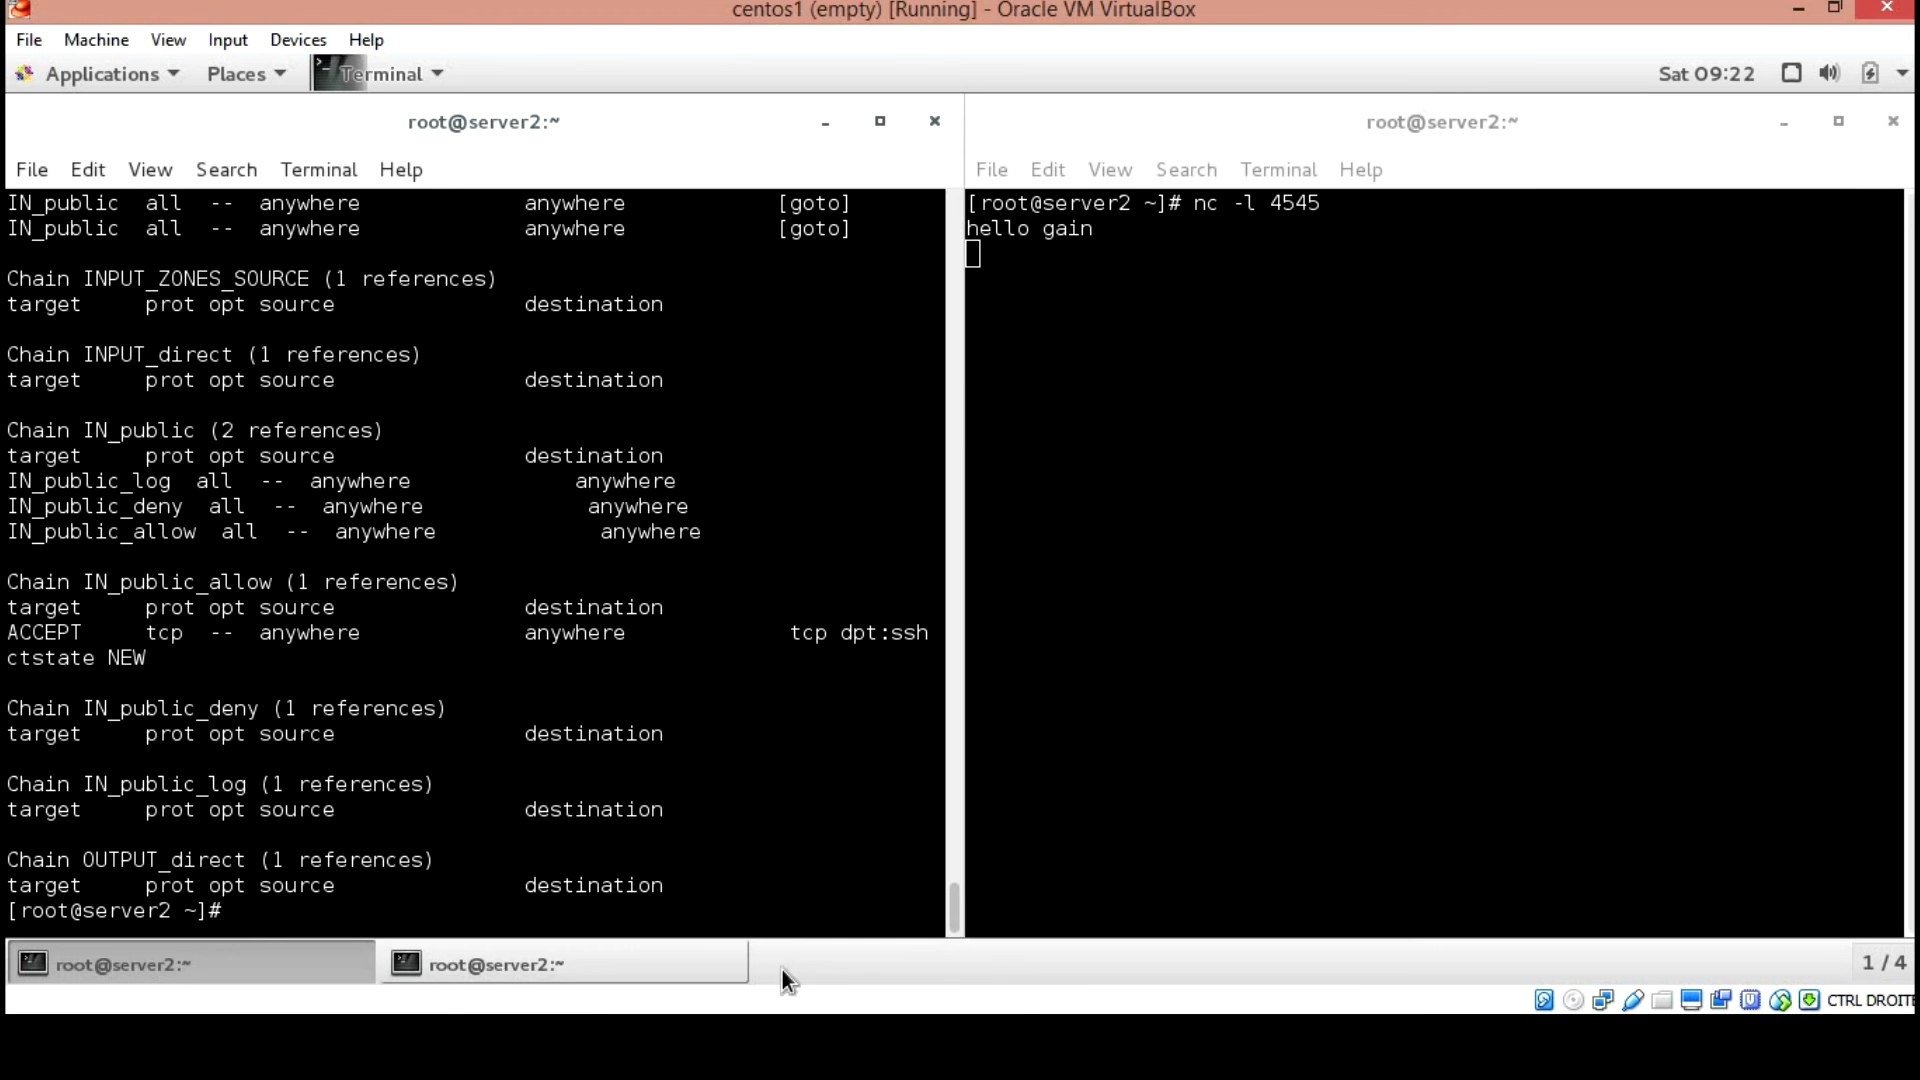 centos1 (empty) [Running] - Oracle VM VirtualBox
File Machine View Input Devices Help
Applications Places Terminal Sat 09:22
root@server2:~
File Edit View Search Terminal Help
IN_public  all  --  anywhere             anywhere            [goto]
IN_public  all  --  anywhere             anywhere            [goto]
Chain INPUT_ZONES_SOURCE (1 references)
target     prot opt source               destination
Chain INPUT_direct (1 references)
target     prot opt source               destination
Chain IN_public (2 references)
target     prot opt source               destination
IN_public_log  all  --  anywhere             anywhere
IN_public_deny  all  --  anywhere             anywhere
IN_public_allow  all  --  anywhere             anywhere
Chain IN_public_allow (1 references)
target     prot opt source               destination
ACCEPT     tcp  --  anywhere             anywhere             tcp dpt:ssh
ctstate NEW
Chain IN_public_deny (1 references)
target     prot opt source               destination
Chain IN_public_log (1 references)
target     prot opt source               destination
Chain OUTPUT_direct (1 references)
target     prot opt source               destination
[root@server2 ~]#
root@server2:~
File Edit View Search Terminal Help
[root@server2 ~]# nc -l 4545
hello gain
root@server2:~ root@server2:~ 1 / 4
CTRL DROITE